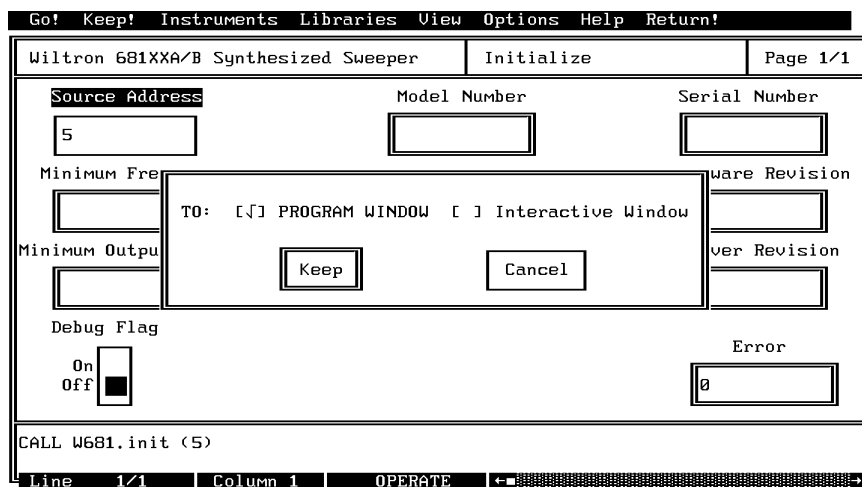 Go! Keep! Instruments Libraries View Options Help Return!
Wiltron 681XXA/B Synthesized Sweeper Initialize Page 1/1
Source Address Model Number Serial Number
5
Minimum Fre ware Revision
TO: [√] PROGRAM WINDOW [ ] Interactive Window
Minimum Outpu ver Revision
Keep Cancel
Debug Flag
On
Off
Error
0
CALL W681.init (5)
Line 1/1 Column 1 OPERATE